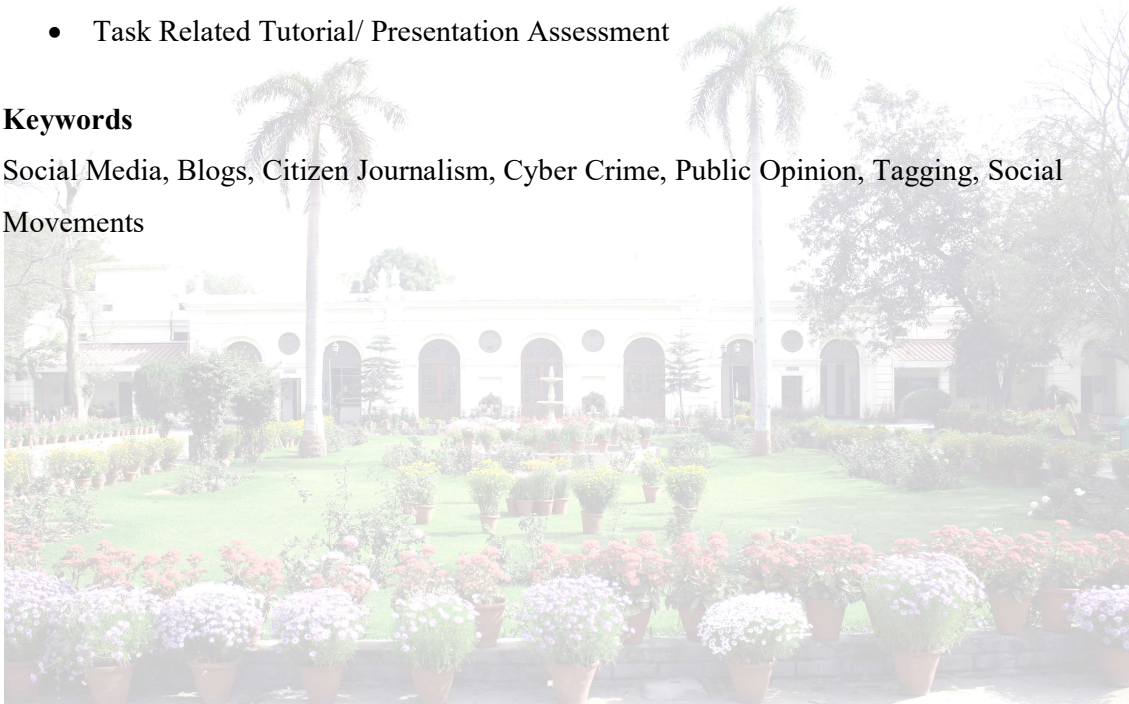 • Task Related Tutorial/ Presentation Assessment
Keywords
Social Media, Blogs, Citizen Journalism, Cyber Crime, Public Opinion, Tagging, Social
Movements